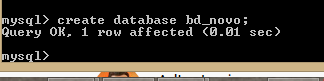 mysql> create database bd_novo;
Query OK, 1 row affected (0.01 sec)
mysql>